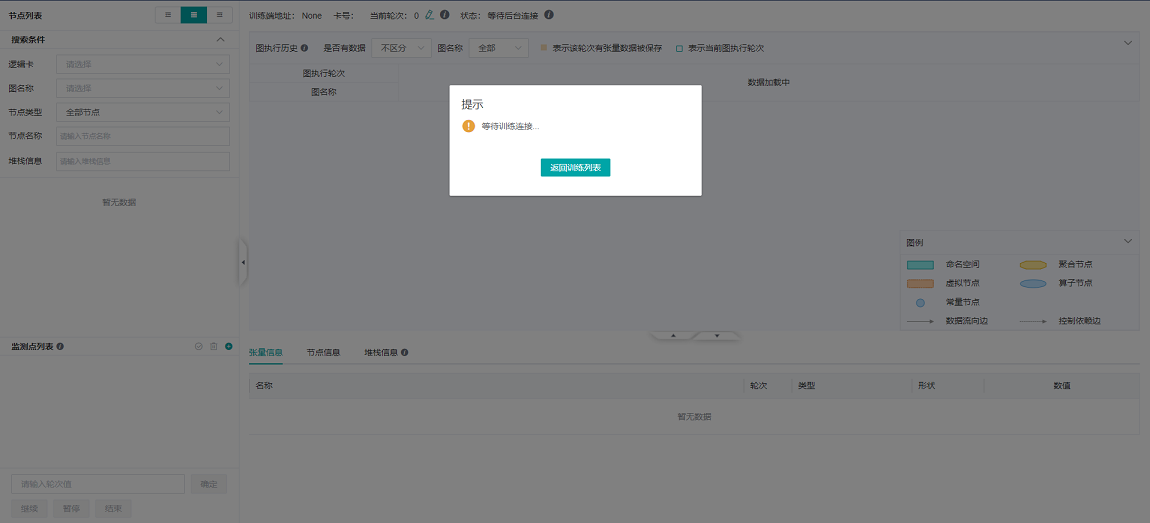 节点列表
搜索条件
逻辑卡 请选择
图名称 请选择
节点类型 全部节点
节点名称 请输入节点名称
堆栈信息 请输入堆栈信息
暂无数据
监测点列表
请输入轮次值 确定
继续 暂停 结束
训练端地址： None 卡号： 当前轮次： 0 状态： 等待后台连接
图执行历史 是否有数据 不区分 图名称 全部 表示该轮次有张量数据被保存 表示当前图执行轮次
图执行轮次
图名称
数据加载中
提示
等待训练连接...
返回训练列表
图例
命名空间 聚合节点
虚拟节点 算子节点
常量节点
数据流向边 控制依赖边
张量信息 节点信息 堆栈信息
名称 轮次 类型 形状 数值
暂无数据